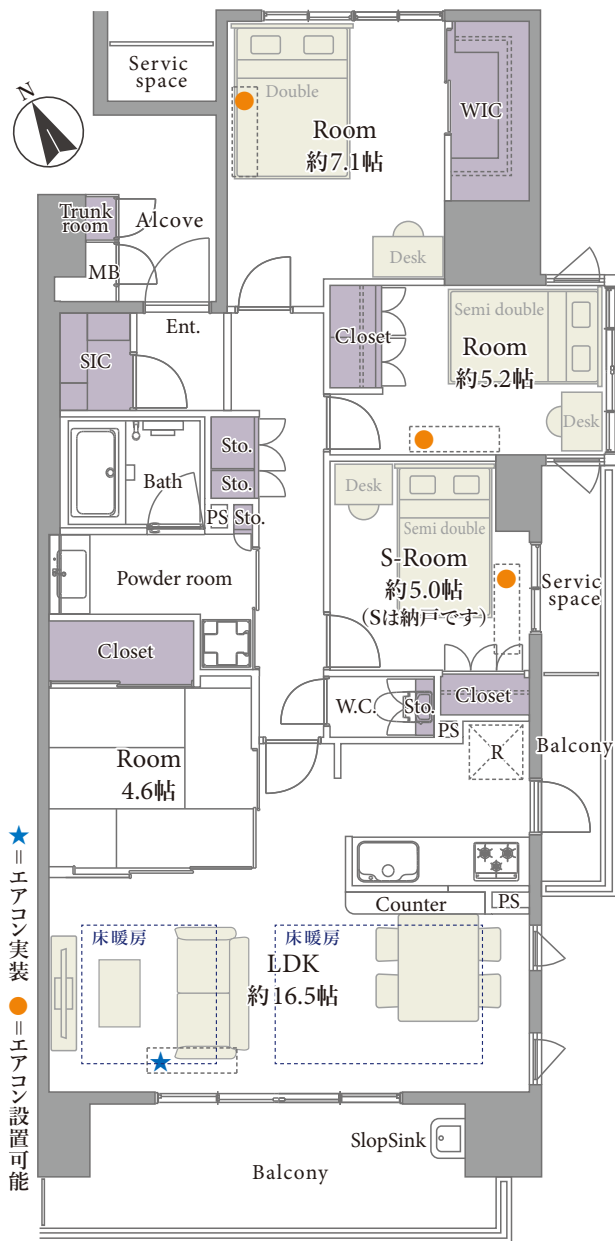 Servic
space
N
Double
Room
約7.1帖
WIC
Trunk
room
Alcove
Desk
MB
Ent.
SIC
Closet
Semi double
Room
約5.2帖
Desk
Sto.
Sto.
Bath
PS
Sto.
Desk
Semi double
S-Room
約5.0帖
(Sは納戸です)
Servic
space
Powder room
Closet
W.C.
Sto.
Closet
PS
R
Balcony
Room
4.6帖
Counter
PS
床暖房
床暖房
LDK
約16.5帖
★=エアコン実装 ●=エアコン設置可能
★
SlopSink
Balcony